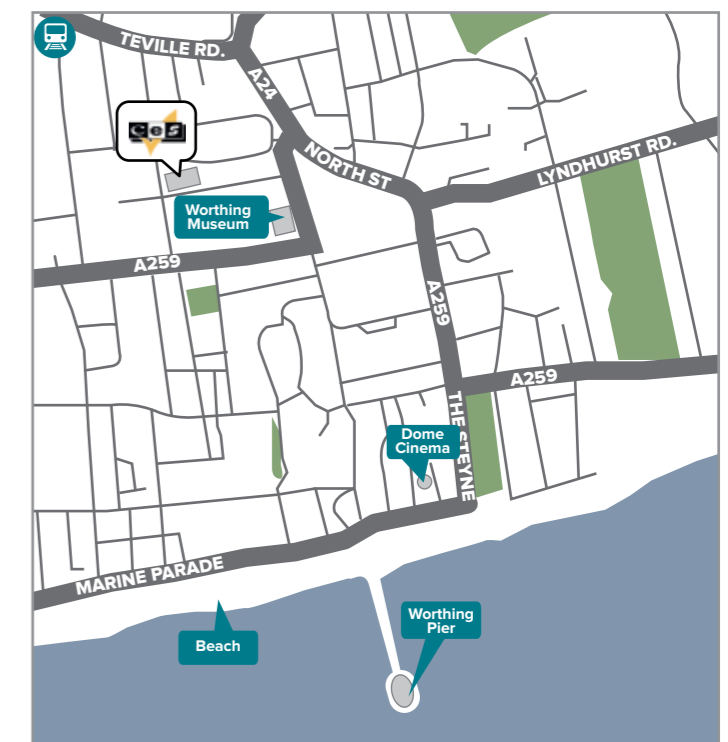 TEVILLE RD.
A24
ces
NORTH ST
LYNDHURST RD.
Worthing
Museum
A259
A259
A259
THE STEYNE
Dome
Cinema
MARINE PARADE
Worthing
Pier
Beach